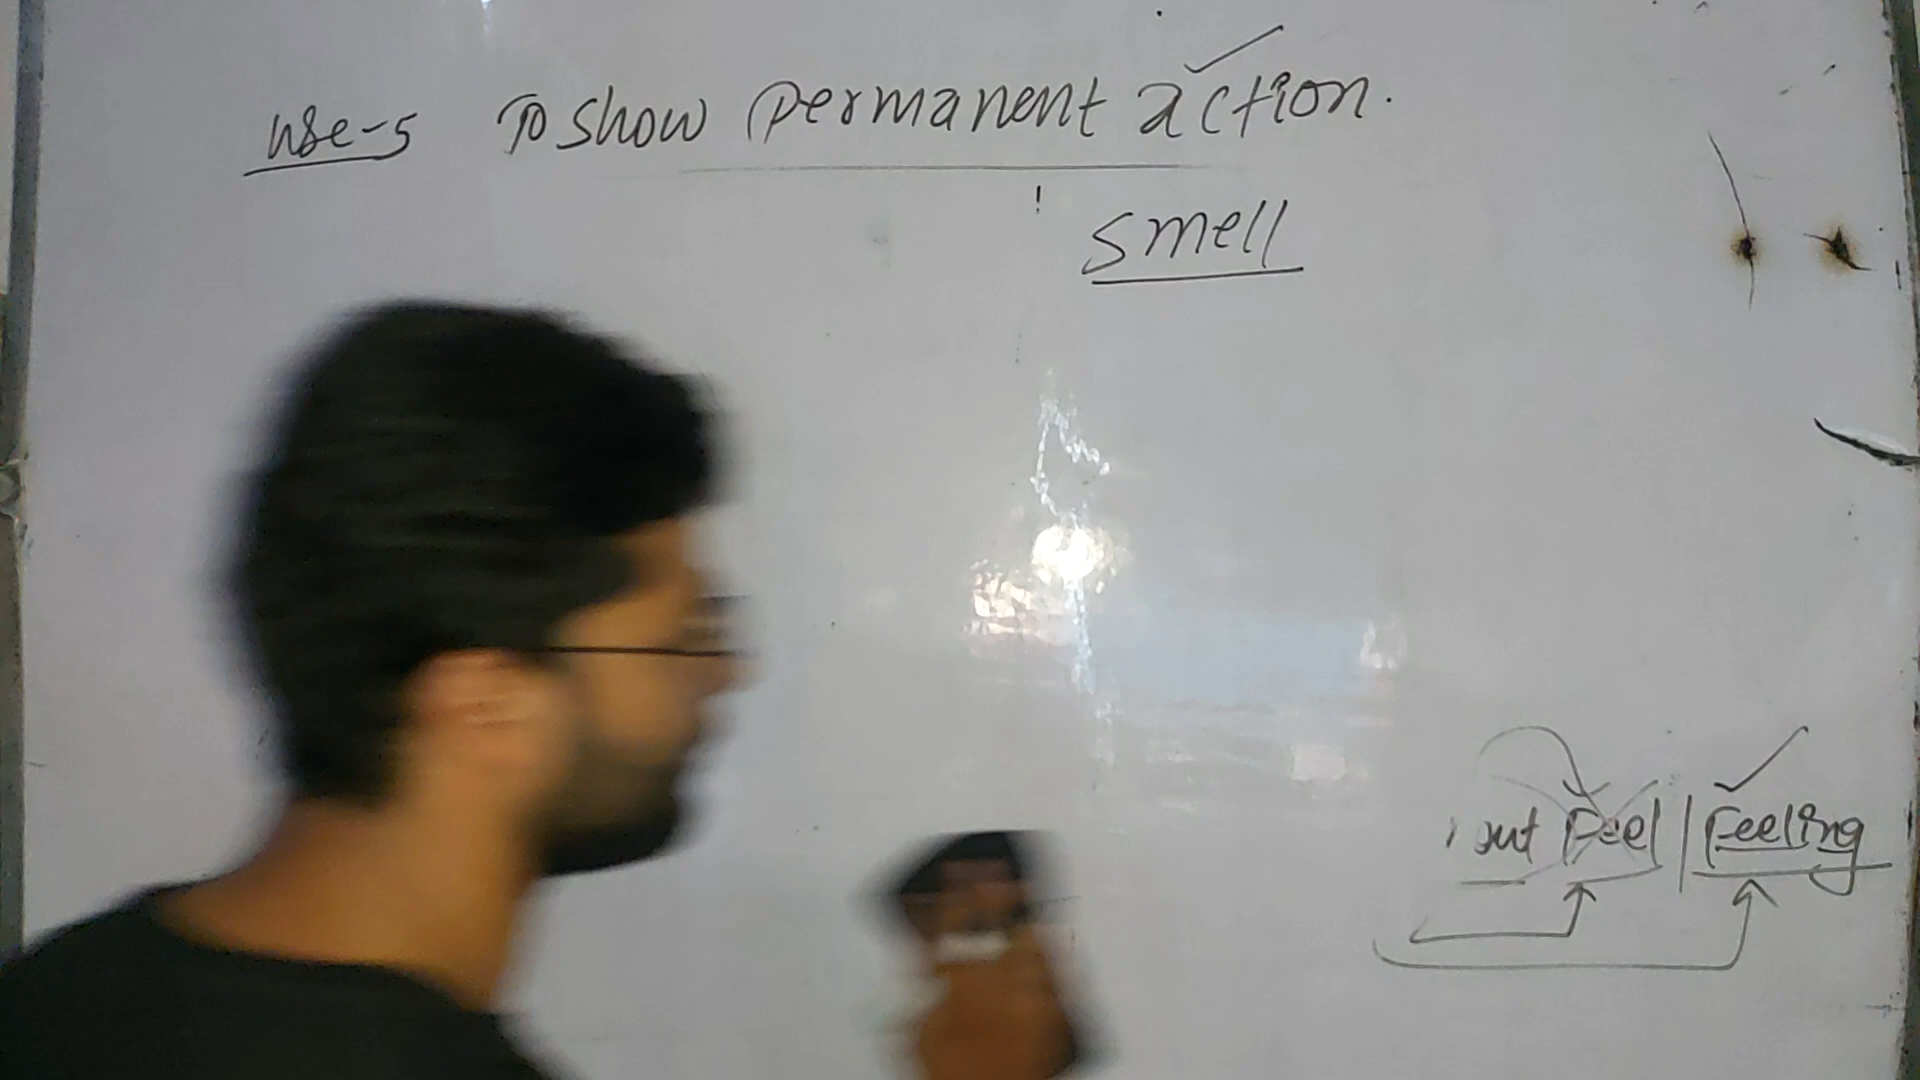 use-5 To show permanent action.
smell
out Feel | Feeling